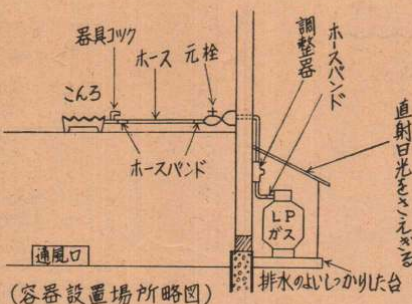 器具コック
ホース
元栓
こんろ
ホースバンド
調整器
ホースバンド
直射日光をさえぎる
LP
ガス
通風口
排水のよいしっかりした台
(容器設置場所略図)